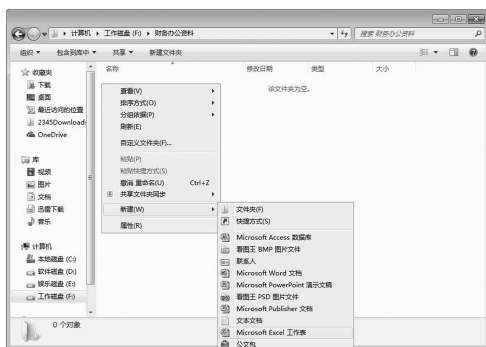 计算机 ▸ 工作磁盘 (F:) ▸ 财务办公资料
搜索 财务办公资料
组织 包含到库中 共享 新建文件夹
名称 修改日期 类型 大小
该文件夹为空。
收藏夹
下载
桌面
最近访问的位置
2345Downloads
OneDrive
库
视频
图片
文档
迅雷下载
音乐
计算机
本地磁盘 (C:)
软件磁盘 (D:)
娱乐磁盘 (E:)
工作磁盘 (F:)
查看(V)
排序方式(O)
分组依据(P)
刷新(E)
自定义文件夹(F)...
粘贴(P)
粘贴快捷方式(S)
撤消 重命名(U) Ctrl+Z
共享文件夹同步
新建(W)
属性(R)
文件夹(F)
快捷方式(S)
Microsoft Access 数据库
看图王 BMP 图片文件
联系人
Microsoft Word 文档
Microsoft PowerPoint 演示文稿
看图王 PSD 图片文件
Microsoft Publisher 文档
文本文档
Microsoft Excel 工作表
公文包
0 个对象